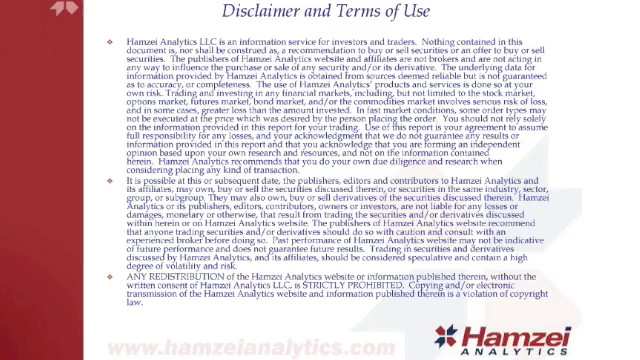 Disclaimer and Terms of Use
Hamzei Analytics LLC is an information service for investors and traders. Nothing contained in this
document is, nor shall be construed as, a recommendation to buy or sell securities or an offer to buy or sell
securities. The publishers of Hamzei Analytics website and affiliates are not brokers and are not acting in
any way to influence the purchase or sale of any security and/or its derivative. The underlying data for
information provided by Hamzei Analytics is obtained from sources deemed reliable but is not guaranteed
as to accuracy, or completeness. The use of Hamzei Analytics' products and services is done so at your
own risk. Trading and investing in any financial markets, including, but not limited to the stock market,
options market, futures market, bond market, and/or the commodities market involves serious risk of loss,
and in some cases, greater loss than the amount invested. In fast market conditions, some order types may
not be executed at the price which was desired by the person placing the order. You should not rely solely
on the information provided in this report for your trading. Use of this report is your agreement to assume
full responsibility for any losses, and your acknowledgment that we do not guarantee any results or
information provided in this report and that you acknowledge that you are forming an independent
opinion based upon your own research and resources, and not on the information contained
herein. Hamzei Analytics recommends that you do your own due diligence and research when
considering placing any kind of transaction.
It is possible at this or subsequent date, the publishers, editors and contributors to Hamzei Analytics and
its affiliates, may own, buy or sell the securities discussed therein, or securities in the same industry, sector,
group, or subgroup. They may also own, buy or sell derivatives of the securities discussed therein. Hamzei
Analytics or its publishers, editors, contributors, owners or investors, are not liable for any losses or
damages, monetary or otherwise, that result from trading the securities and/or derivatives discussed
within herein or on Hamzei Analytics website. The publishers of Hamzei Analytics website recommend
that anyone trading securities and/or derivatives should do so with caution and consult with an
experienced broker before doing so. Past performance of Hamzei Analytics website may not be indicative
of future performance and does not guarantee future results. Trading in securities and derivatives
discussed by Hamzei Analytics, and its affiliates, should be considered speculative and contain a high
degree of volatility and risk.
ANY REDISTRIBUTION of the Hamzei Analytics website or information published therein, without the
written consent of Hamzei Analytics LLC, is STRICTLY PROHIBITED. Copying and/or electronic
transmission of the Hamzei Analytics website and information published therein is a violation of copyright
law.
www.hamzeianalytics.com
Hamzei
ANALYTICS